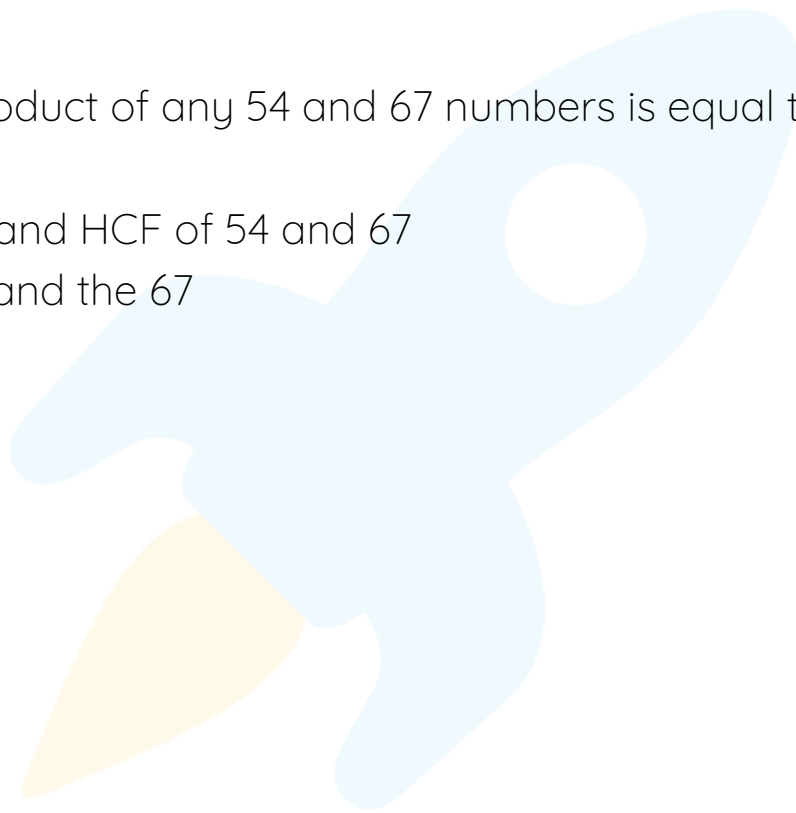 oduct of any 54 and 67 numbers is equal t
and HCF of 54 and 67
and the 67